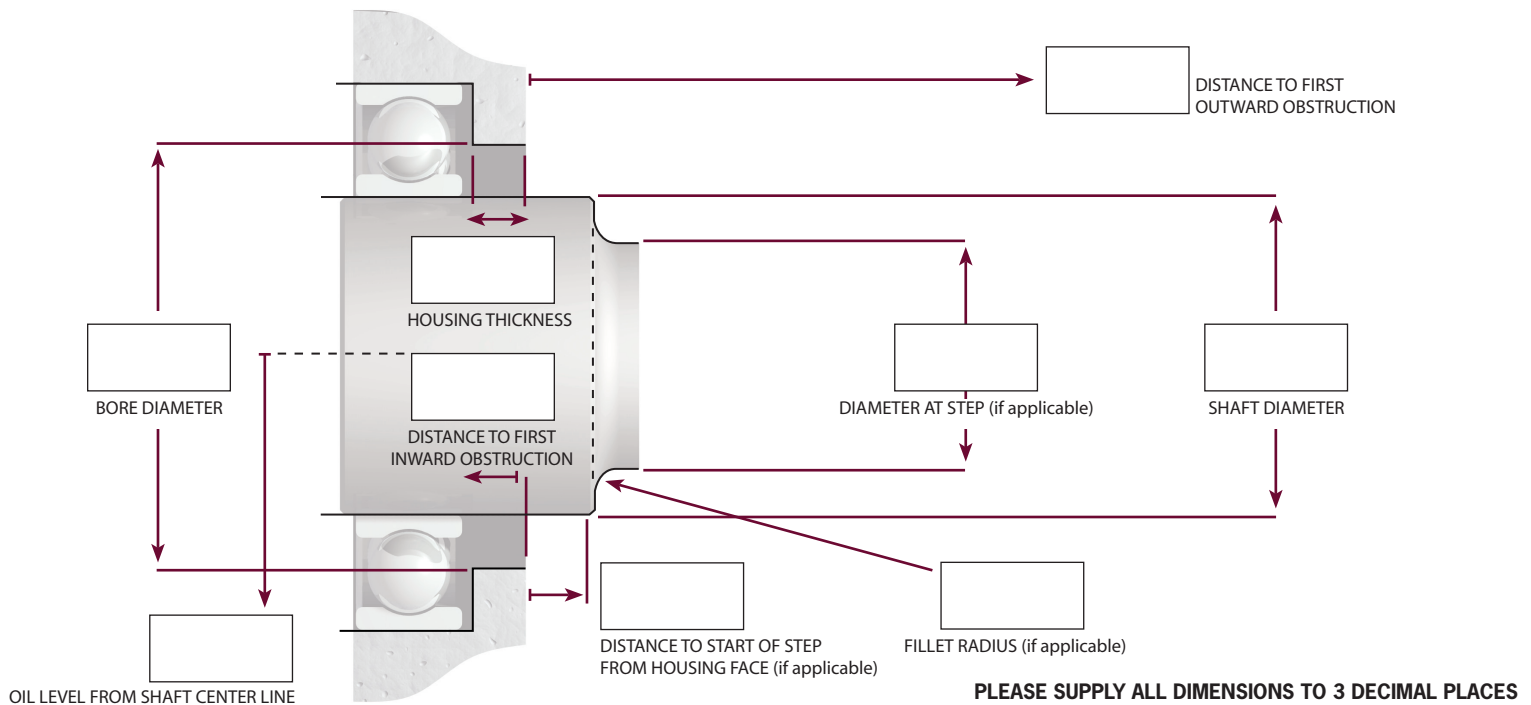 DISTANCE TO FIRST
OUTWARD OBSTRUCTION
HOUSING THICKNESS
BORE DIAMETER
DIAMETER AT STEP (if applicable)
SHAFT DIAMETER
DISTANCE TO FIRST
INWARD OBSTRUCTION
DISTANCE TO START OF STEP
FROM HOUSING FACE (if applicable)
FILLET RADIUS (if applicable)
OIL LEVEL FROM SHAFT CENTER LINE
PLEASE SUPPLY ALL DIMENSIONS TO 3 DECIMAL PLACES